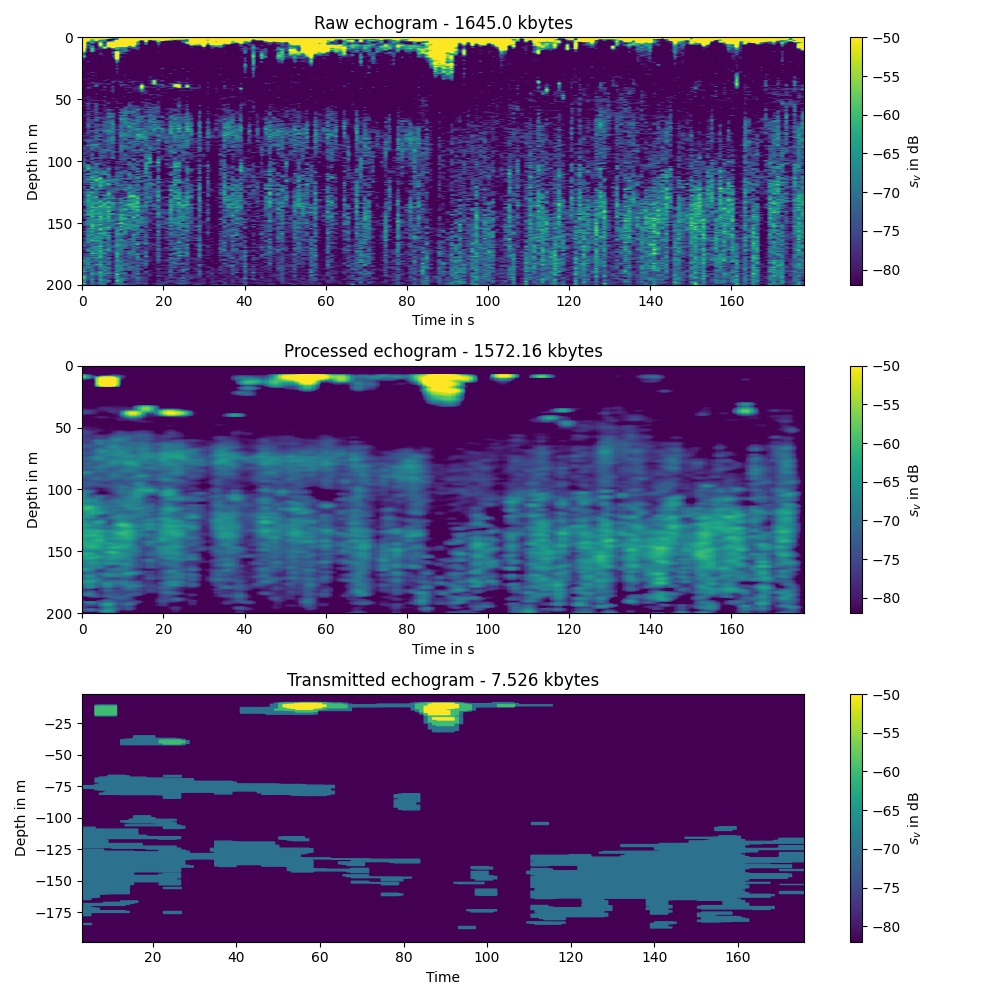 Raw echogram - 1645.0 kbytes
0
50
100
150
200
Depth in m
0 20 40 60 80 100 120 140 160
Time in s
−50
−55
−60
−65
−70
−75
−80
sv in dB
Processed echogram - 1572.16 kbytes
0
50
100
150
200
Depth in m
0 20 40 60 80 100 120 140 160
Time in s
−50
−55
−60
−65
−70
−75
−80
sv in dB
Transmitted echogram - 7.526 kbytes
−25
−50
−75
−100
−125
−150
−175
Depth in m
20 40 60 80 100 120 140 160
Time
−50
−55
−60
−65
−70
−75
−80
sv in dB